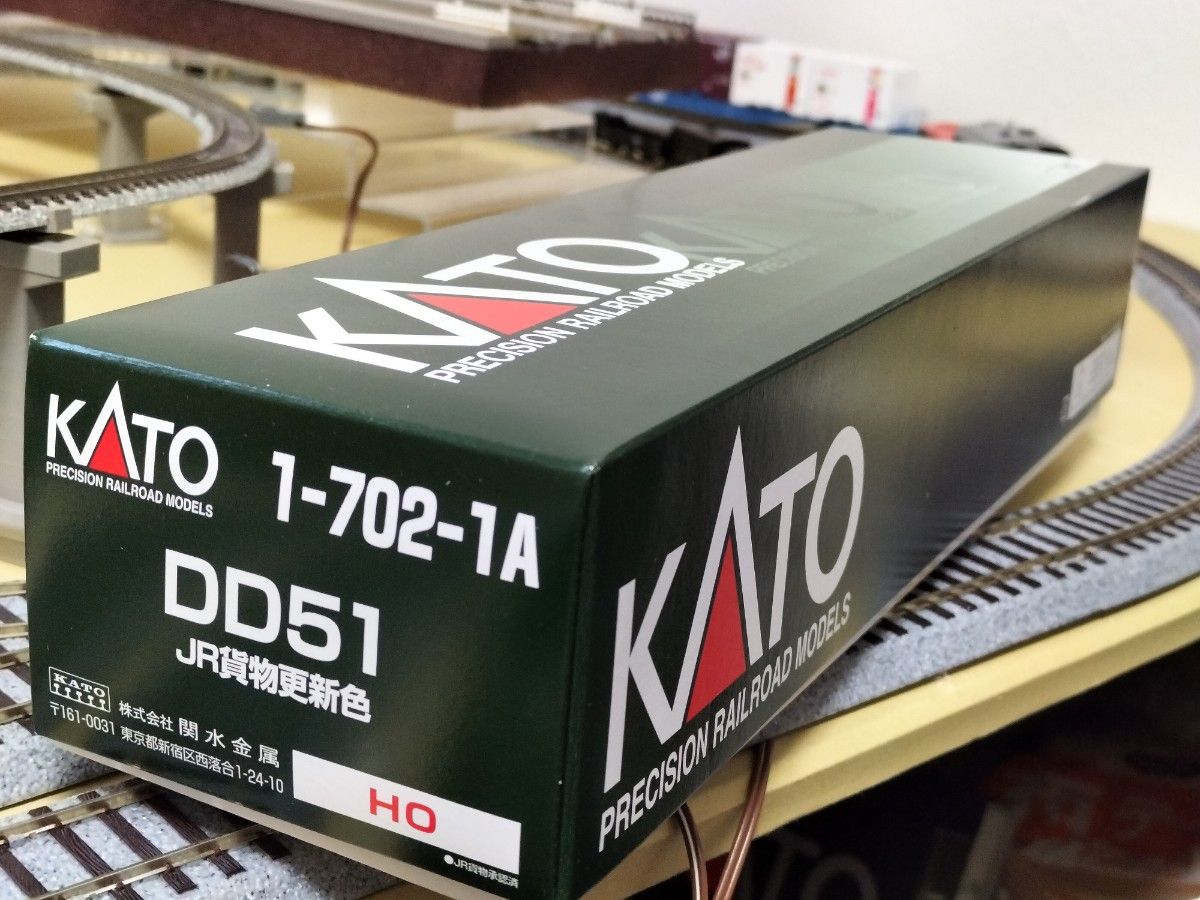 KATO
PRECISION RAILROAD MODELS
KATO
PRECISION RAILROAD MODELS
1-702-1A
DD51
JR貨物更新色
KATO
株式会社 関水金属
〒161-0031 東京都新宿区西落合1-24-10
HO
●JR貨物承認済
KATO
PRECISION RAILROAD MODELS